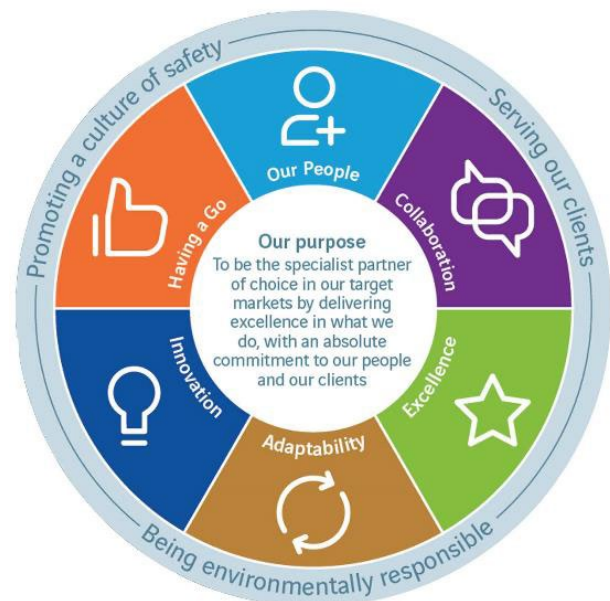 Promoting a culture of safety
Serving our clients
Being environmentally responsible
Our People
Collaboration
Excellence
Adaptability
Innovation
Having a Go
Our purpose
To be the specialist partner
of choice in our target
markets by delivering
excellence in what we
do, with an absolute
commitment to our people
and our clients